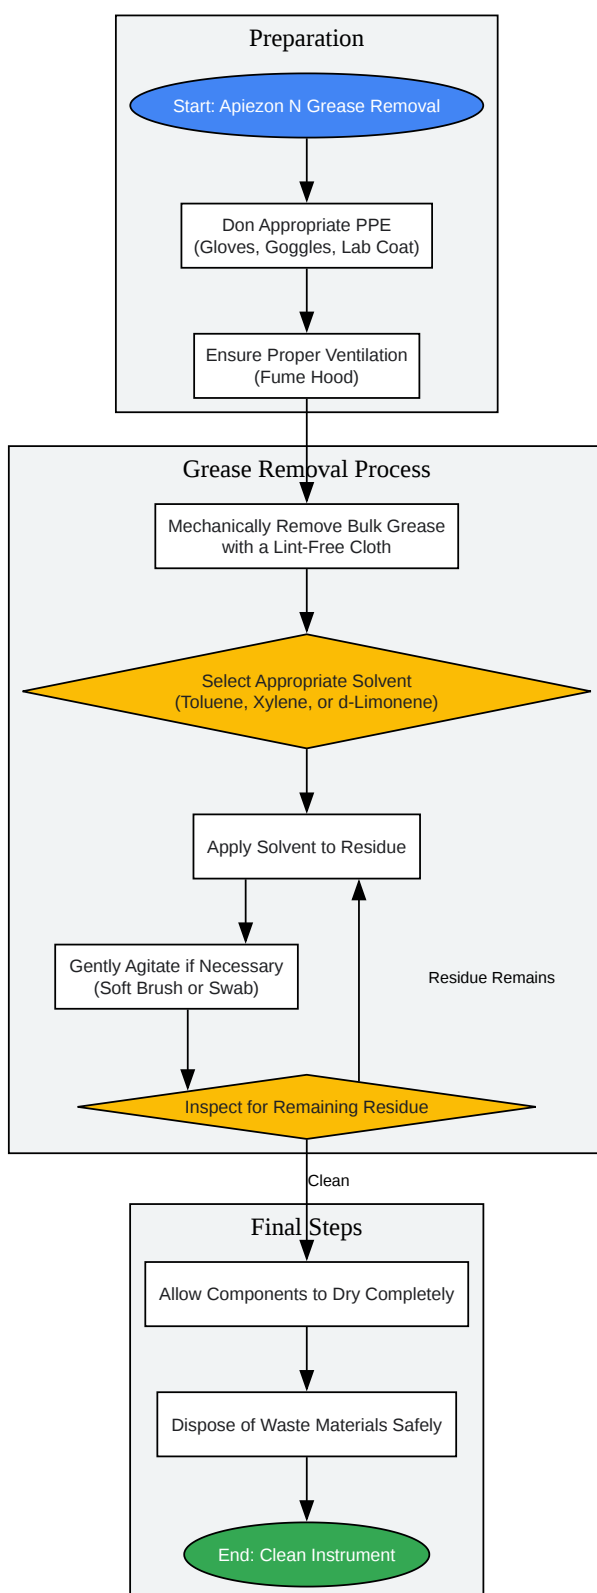 Preparation
Start: Apiezon N Grease Removal
Don Appropriate PPE
(Gloves, Goggles, Lab Coat)
Ensure Proper Ventilation
(Fume Hood)
Grease Removal Process
Mechanically Remove Bulk Grease
with a Lint-Free Cloth
Select Appropriate Solvent
(Toluene, Xylene, or d-Limonene)
Apply Solvent to Residue
Gently Agitate if Necessary
(Soft Brush or Swab)
Residue Remains
Inspect for Remaining Residue
Clean
Final Steps
Allow Components to Dry Completely
Dispose of Waste Materials Safely
End: Clean Instrument